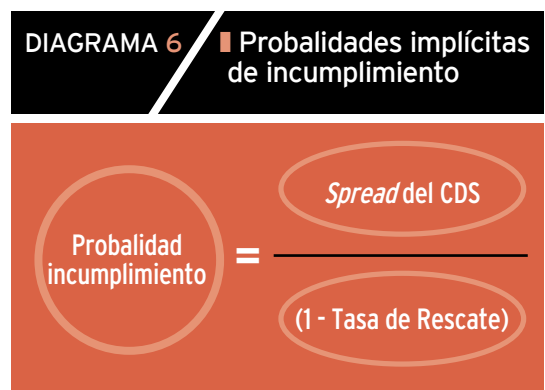 DIAGRAMA 6
Probalidades implícitas
de incumplimiento
Probalidad
incumplimiento
=
Spread del CDS
(1 - Tasa de Rescate)